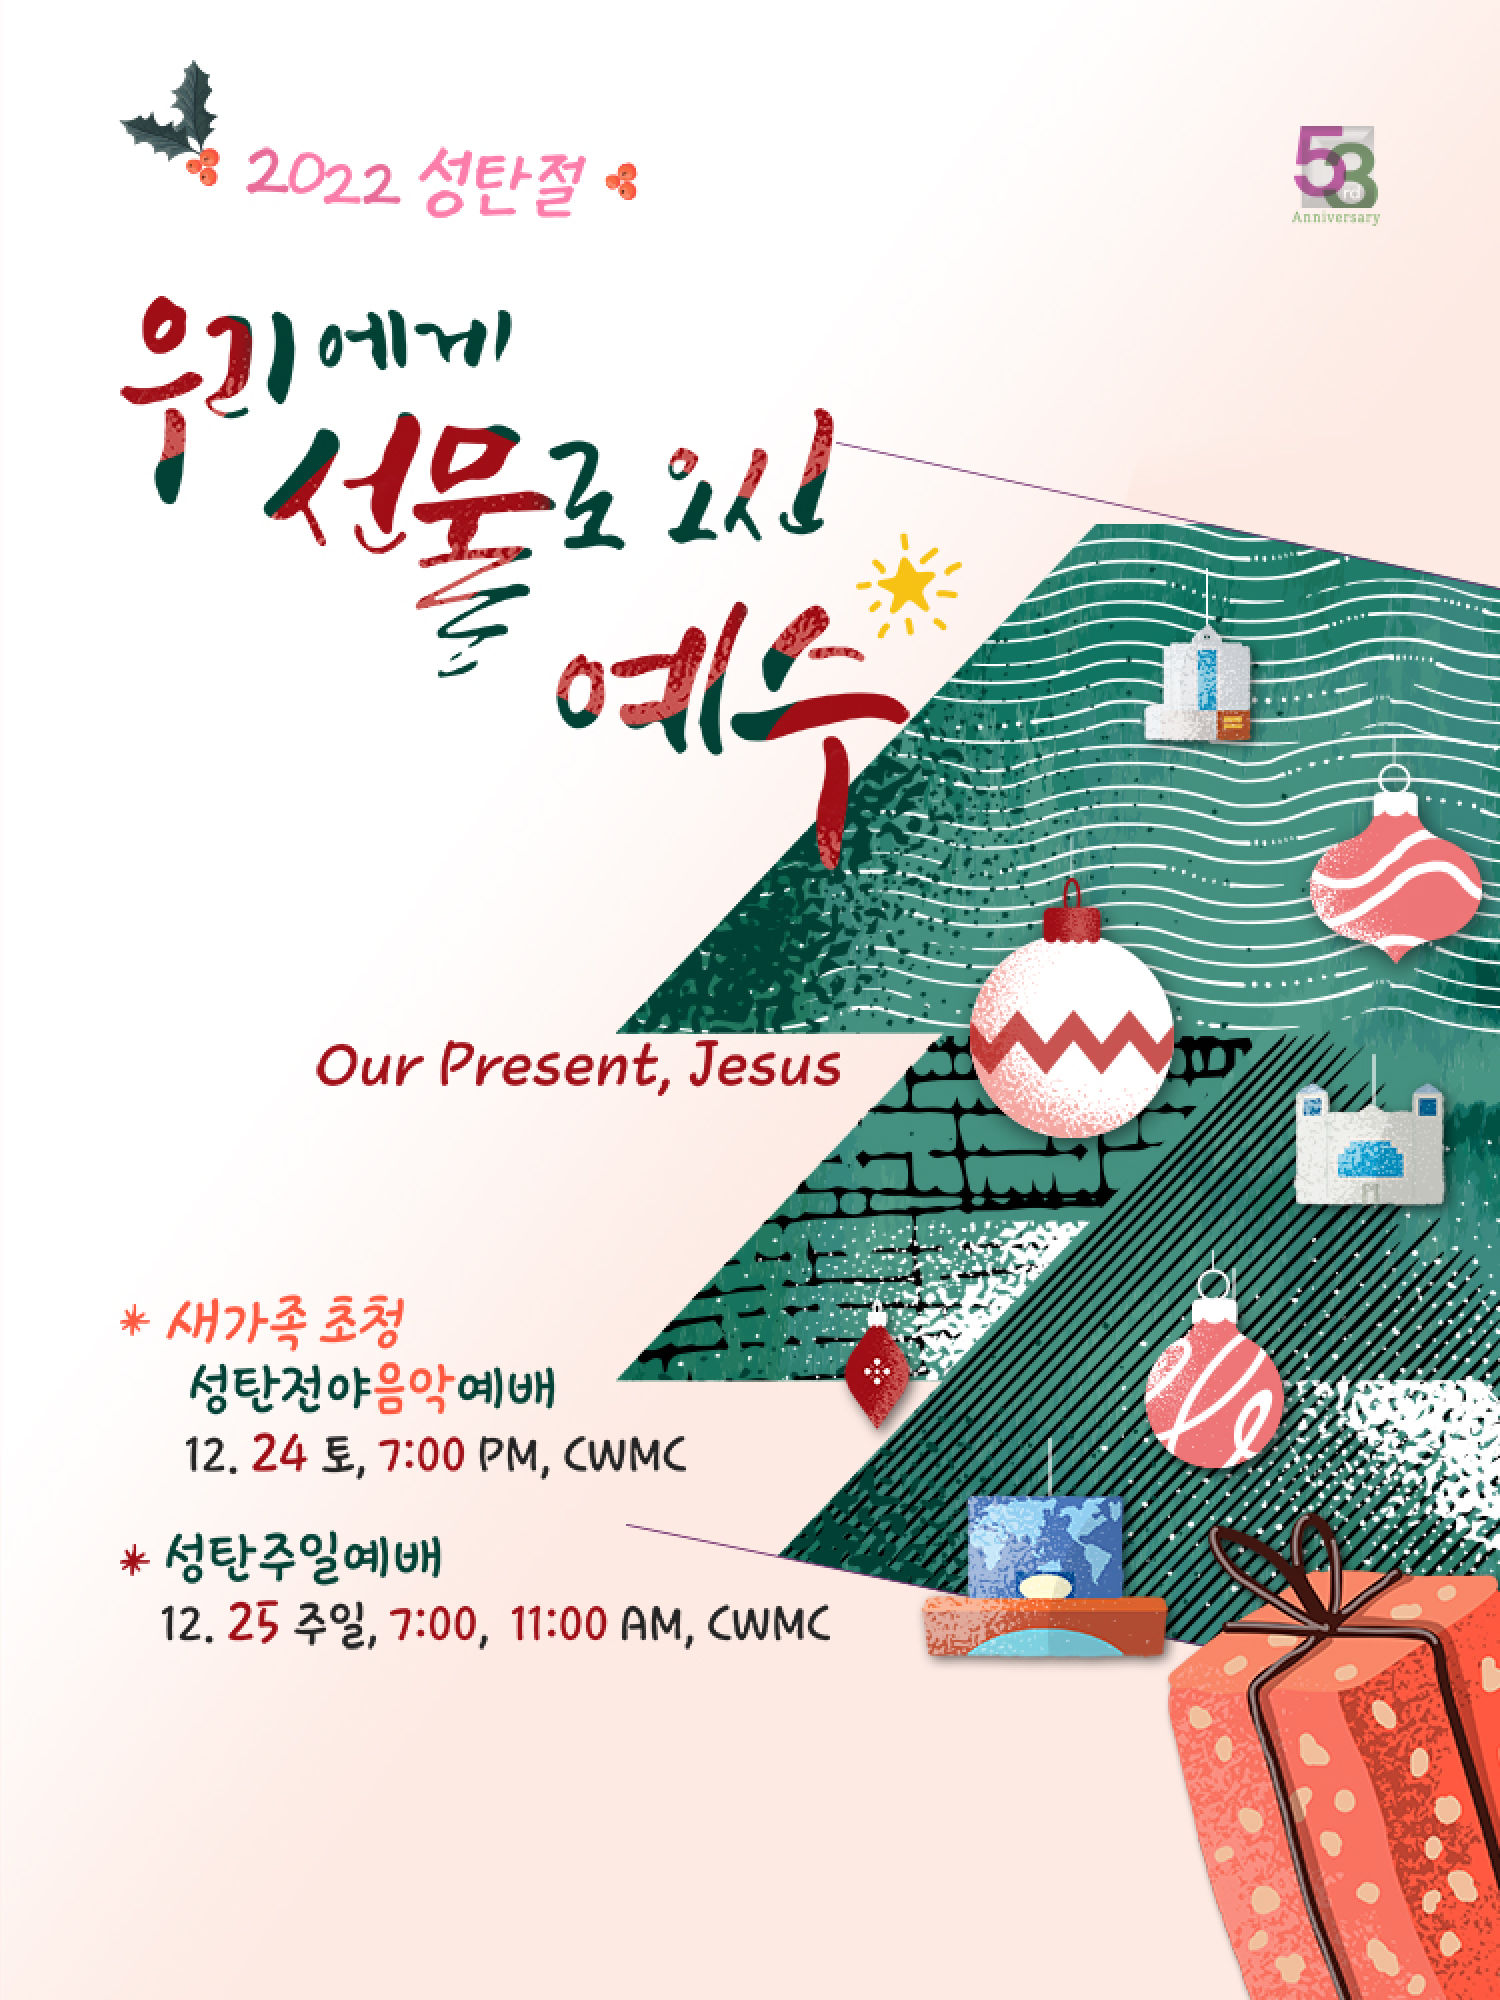 2022 성탄절
53rd
Anniversary
우리에게
선물로 오신
예수
Our Present, Jesus
* 새가족 초청
성탄전야음악예배
12. 24 토, 7:00 PM, CWMC
* 성탄주일예배
12. 25 주일, 7:00, 11:00 AM, CWMC